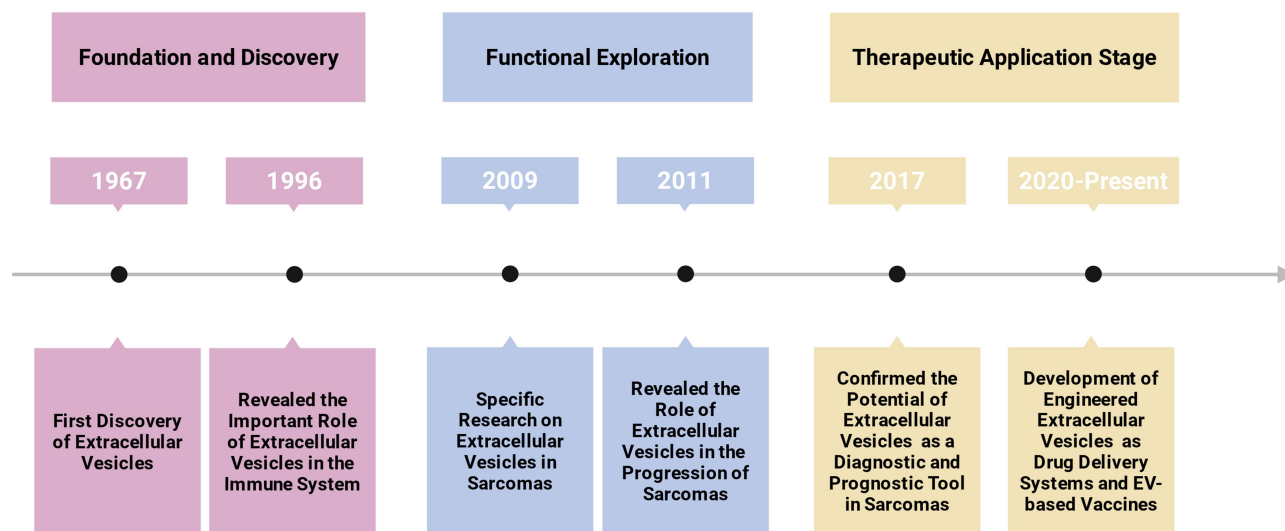 Foundation and Discovery
Functional Exploration
Therapeutic Application Stage
1967
1996
2009
2011
2017
2020-Present
First Discovery
of Extracellular
Vesicles
Revealed the
Important Role
of Extracellular
Vesicles in the
Immune System
Specific
Research on
Extracellular
Vesicles in
Sarcomas
Revealed the
Role of
Extracellular
Vesicles in the
Progression of
Sarcomas
Confirmed the
Potential of
Extracellular
Vesicles as a
Diagnostic and
Prognostic Tool
in Sarcomas
Development of
Engineered
Extracellular
Vesicles as
Drug Delivery
Systems and EV-
based Vaccines